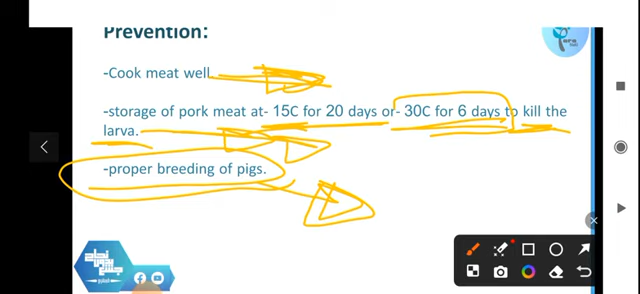 Prevention:
-Cook meat well
-storage of pork meat at- 15C for 20 days or- 30C for 6 days to kill the
larva.
-proper breeding of pigs.